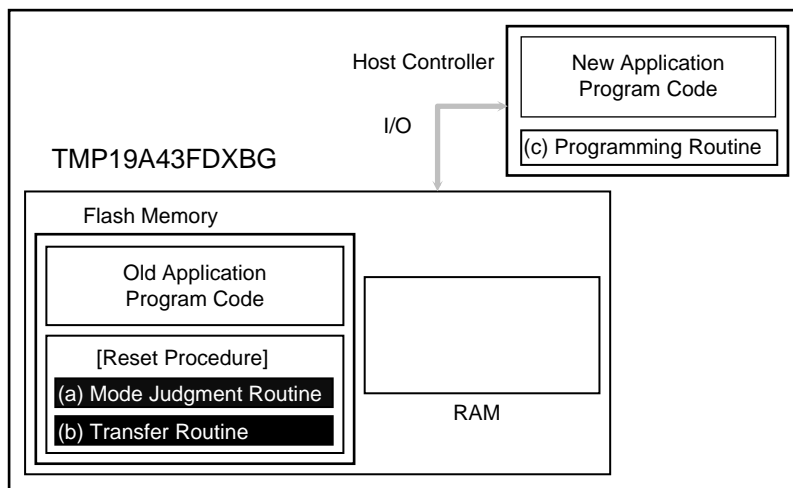 Host Controller
New Application
Program Code
(c) Programming Routine
I/O
TMP19A43FDXBG
Flash Memory
Old Application
Program Code
[Reset Procedure]
(a) Mode Judgment Routine
(b) Transfer Routine
RAM